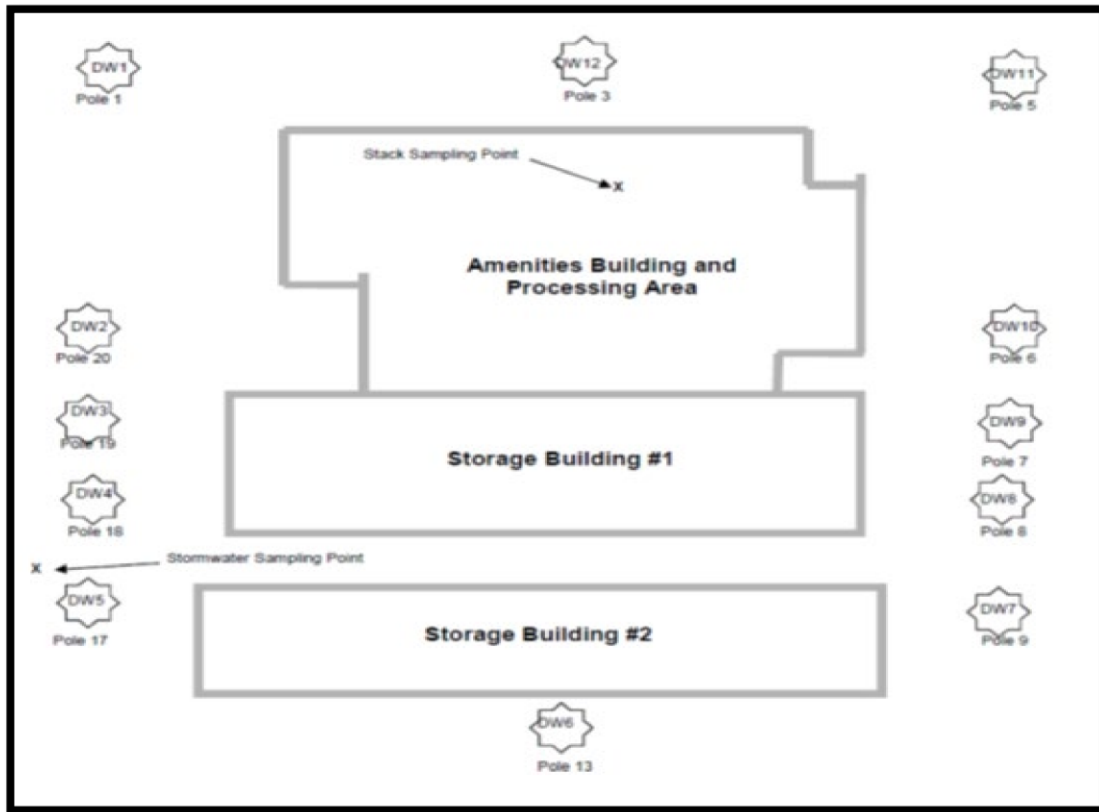 DW1
Pole 1
DW12
Pole 3
DW11
Pole 5
Stack Sampling Point
X
Amenities Building and
Processing Area
DW2
Pole 20
DW10
Pole 6
DW3
Pole 19
DW9
Pole 7
Storage Building #1
DW4
Pole 18
DW8
Pole 8
Stormwater Sampling Point
X
DW5
Pole 17
Storage Building #2
DW7
Pole 9
DW6
Pole 13